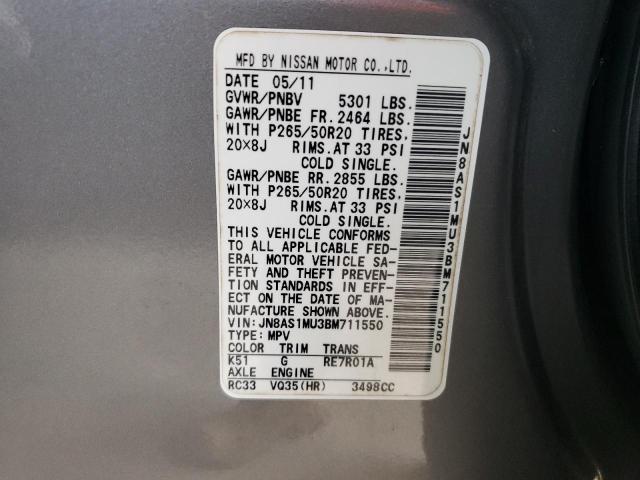 MFD BY NISSAN MOTOR CO.,LTD.
DATE 05/11
GVWR/PNBV 5301 LBS.
GAWR/PNBE FR. 2464 LBS.
WITH P265/50R20 TIRES,
20×8J RIMS.AT 33 PSI
COLD SINGLE.
GAWR/PNBE RR. 2855 LBS.
WITH P265/50R20 TIRES,
20×8J RIMS.AT 33 PSI
COLD SINGLE.
THIS VEHICLE CONFORMS
TO ALL APPLICABLE FED-
ERAL MOTOR VEHICLE SA-
FETY AND THEFT PREVEN-
TION STANDARDS IN EFF-
ECT ON THE DATE OF MA-
NUFACTURE SHOWN ABOVE.
VIN: JN8AS1MU3BM711550
TYPE: MPV
COLOR TRIM TRANS
K51 G RE7R01A
AXLE ENGINE
RC33 VQ35(HR) 3498CC
JN8AS1MU3BM711550